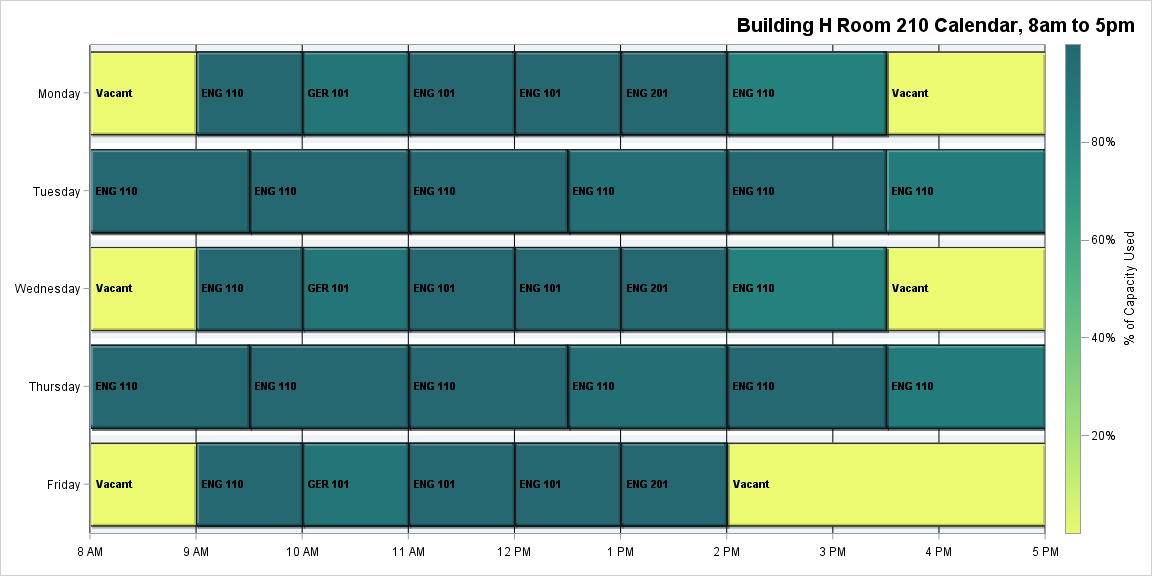 Building H Room 210 Calendar, 8am to 5pm
Monday
Vacant
ENG 110
GER 101
ENG 101
ENG 101
ENG 201
ENG 110
Vacant
Tuesday
ENG 110
ENG 110
ENG 110
ENG 110
ENG 110
ENG 110
Wednesday
Vacant
ENG 110
GER 101
ENG 101
ENG 101
ENG 201
ENG 110
Vacant
Thursday
ENG 110
ENG 110
ENG 110
ENG 110
ENG 110
ENG 110
Friday
Vacant
ENG 110
GER 101
ENG 101
ENG 101
ENG 201
Vacant
8 AM
9 AM
10 AM
11 AM
12 PM
1 PM
2 PM
3 PM
4 PM
5 PM
80%
60%
40%
20%
% of Capacity Used